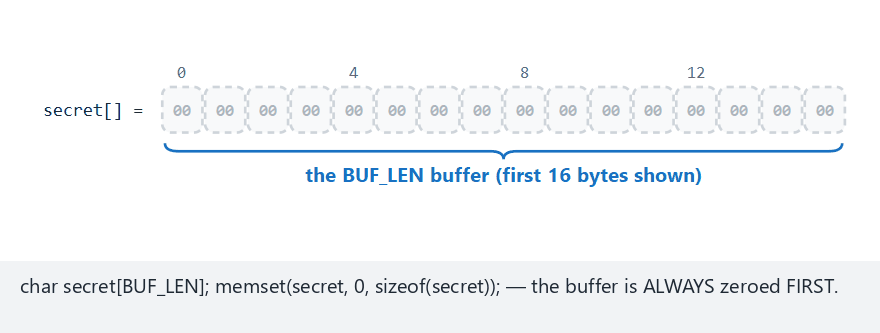 0 4 8 12
secret[] = 00 00 00 00 00 00 00 00 00 00 00 00 00 00 00 00
the BUF_LEN buffer (first 16 bytes shown)
char secret[BUF_LEN]; memset(secret, 0, sizeof(secret)); — the buffer is ALWAYS zeroed FIRST.